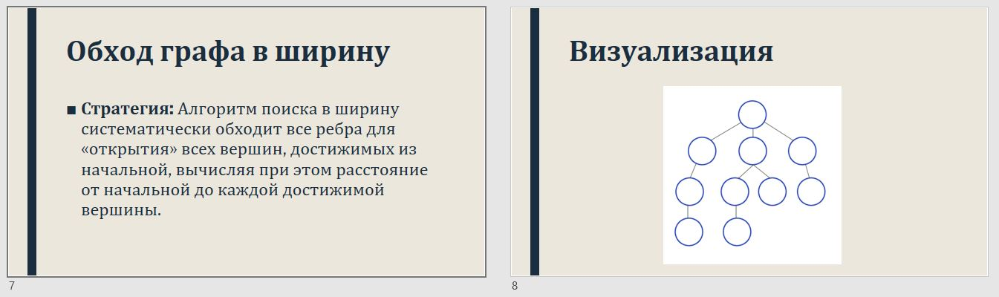 Обход графа в ширину
■ Стратегия: Алгоритм поиска в ширину
систематически обходит все ребра для
«открытия» всех вершин, достижимых из
начальной, вычисляя при этом расстояние
от начальной до каждой достижимой
вершины.
7
Визуализация
8